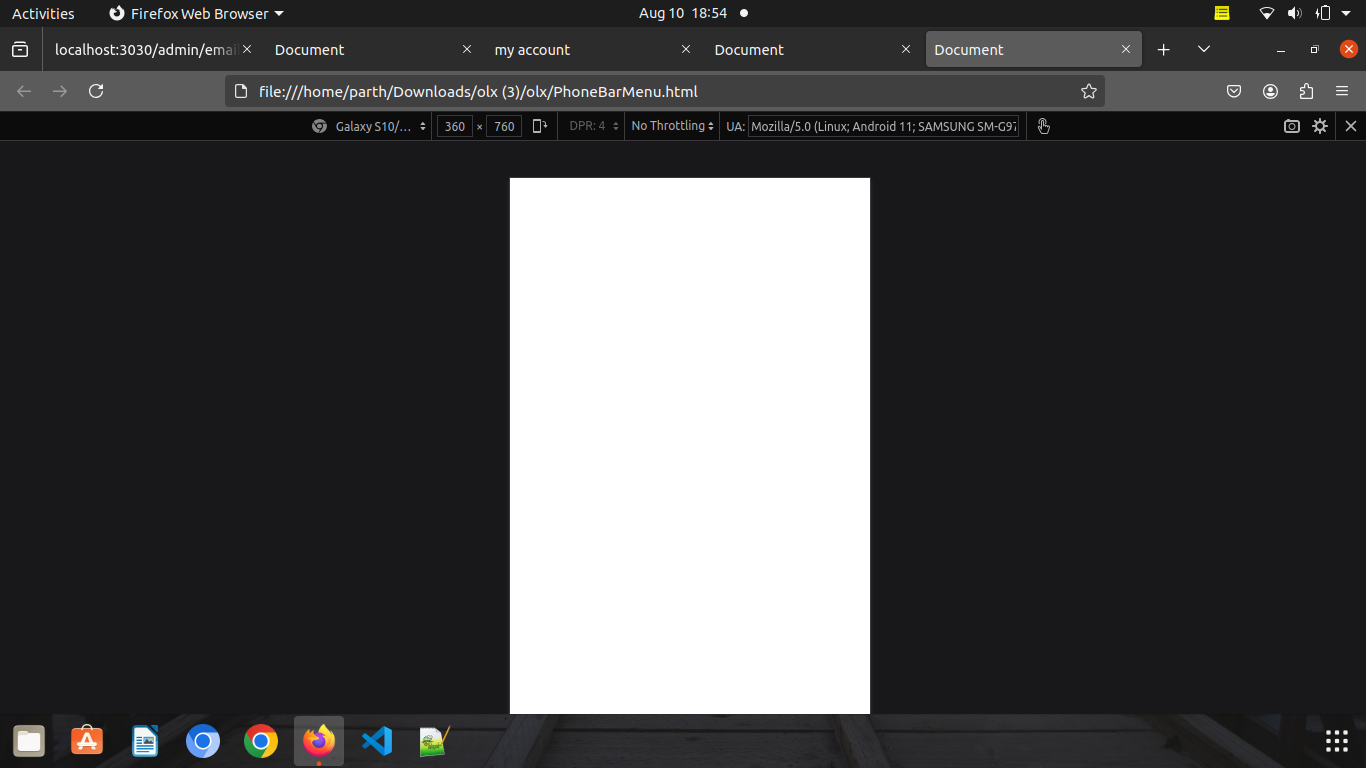 Activities Firefox Web Browser Aug 10 18:54
localhost:3030/admin/emai Document my account Document Document
file:///home/parth/Downloads/olx (3)/olx/PhoneBarMenu.html
Galaxy S10/... 360 × 760 DPR: 4 No Throttling UA: Mozilla/5.0 (Linux; Android 11; SAMSUNG SM-G97